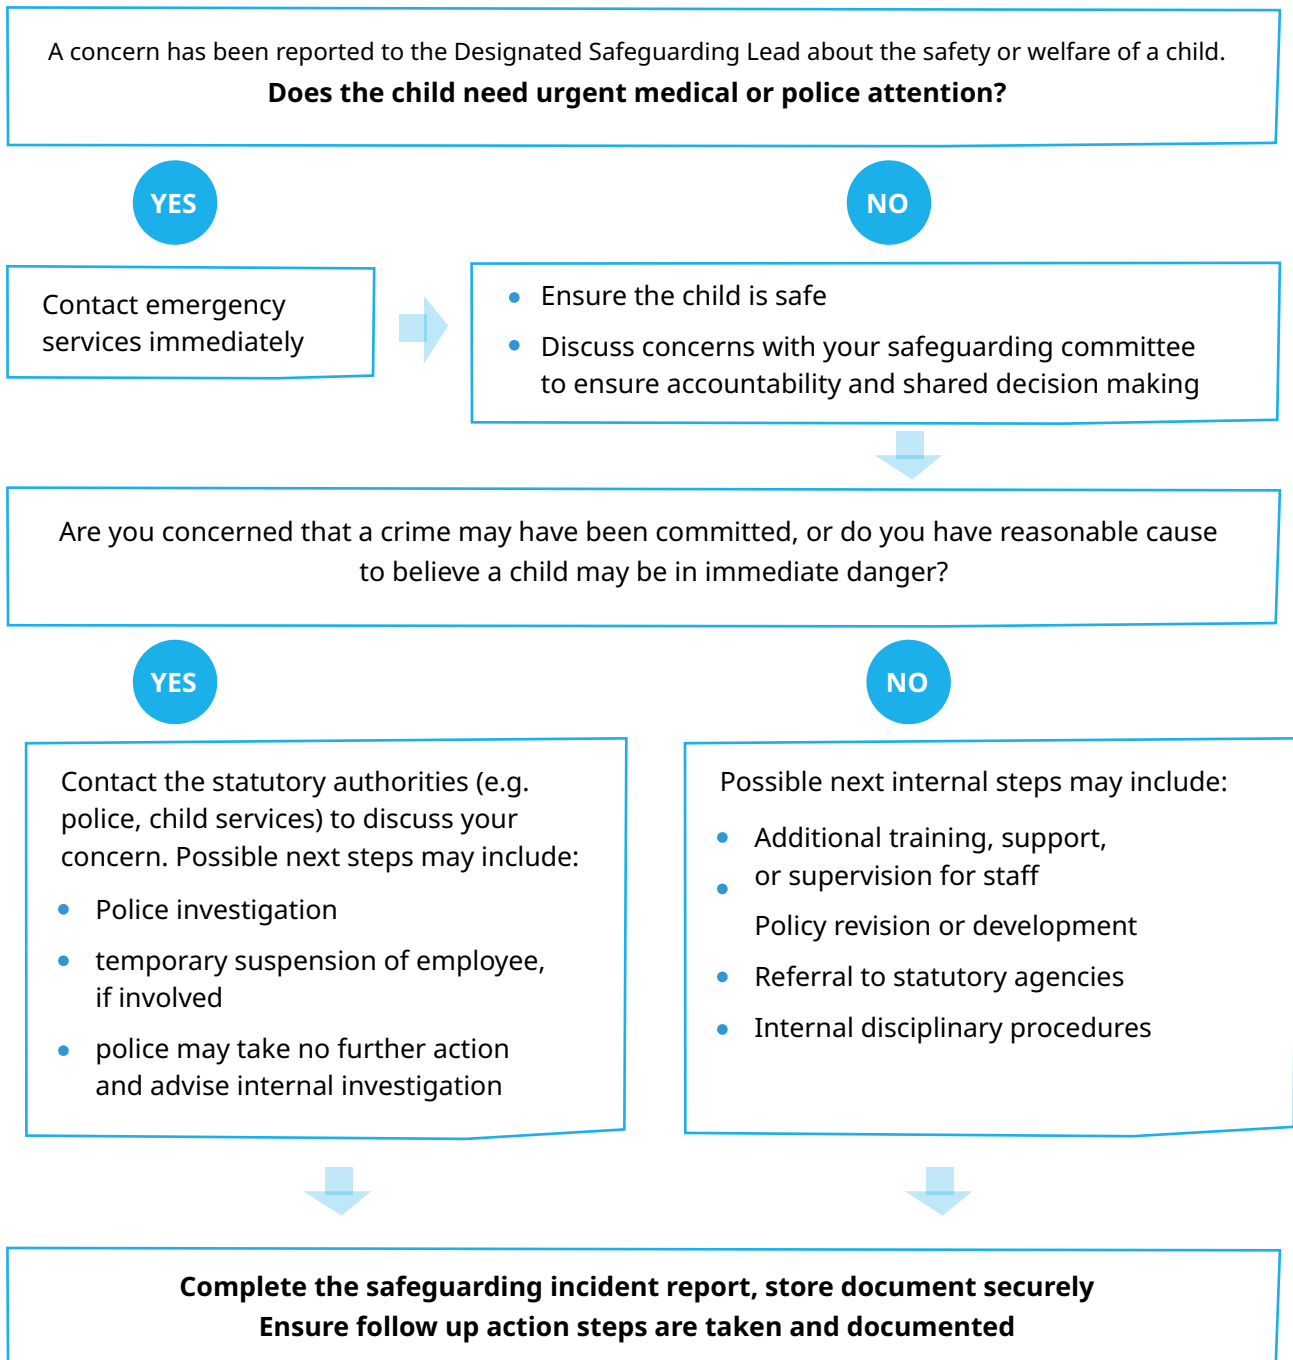 A concern has been reported to the Designated Safeguarding Lead about the safety or welfare of a child.
Does the child need urgent medical or police attention?
YES
NO
Contact emergency
services immediately
Ensure the child is safe
Discuss concerns with your safeguarding committee
to ensure accountability and shared decision making
Are you concerned that a crime may have been committed, or do you have reasonable cause
to believe a child may be in immediate danger?
YES
NO
Contact the statutory authorities (e.g.
police, child services) to discuss your
concern. Possible next steps may include:
Police investigation
temporary suspension of employee,
if involved
police may take no further action
and advise internal investigation
Possible next internal steps may include:
Additional training, support,
or supervision for staff
Policy revision or development
Referral to statutory agencies
Internal disciplinary procedures
Complete the safeguarding incident report, store document securely
Ensure follow up action steps are taken and documented